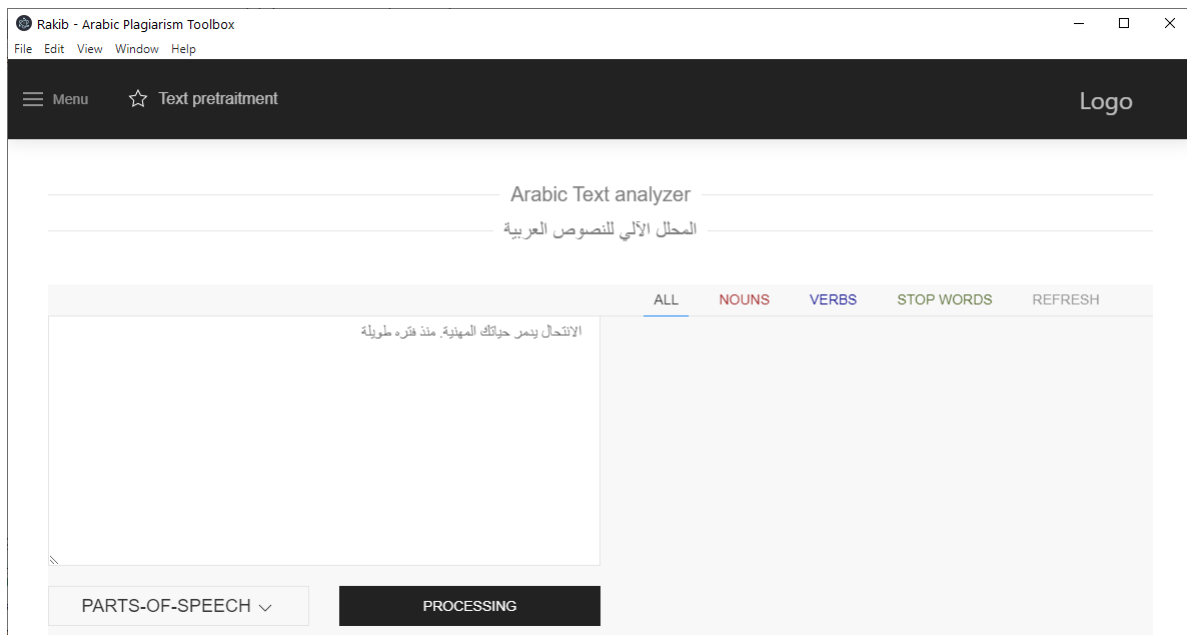 Rakib - Arabic Plagiarism Toolbox
File Edit View Window Help
Menu Text pretraitment Logo
Arabic Text analyzer
المحلل الآلي للنصوص العربية
ALL NOUNS VERBS STOP WORDS REFRESH
الانتحال يدمر حياتك المهنية. منذ فتره طويلة
PARTS-OF-SPEECH PROCESSING